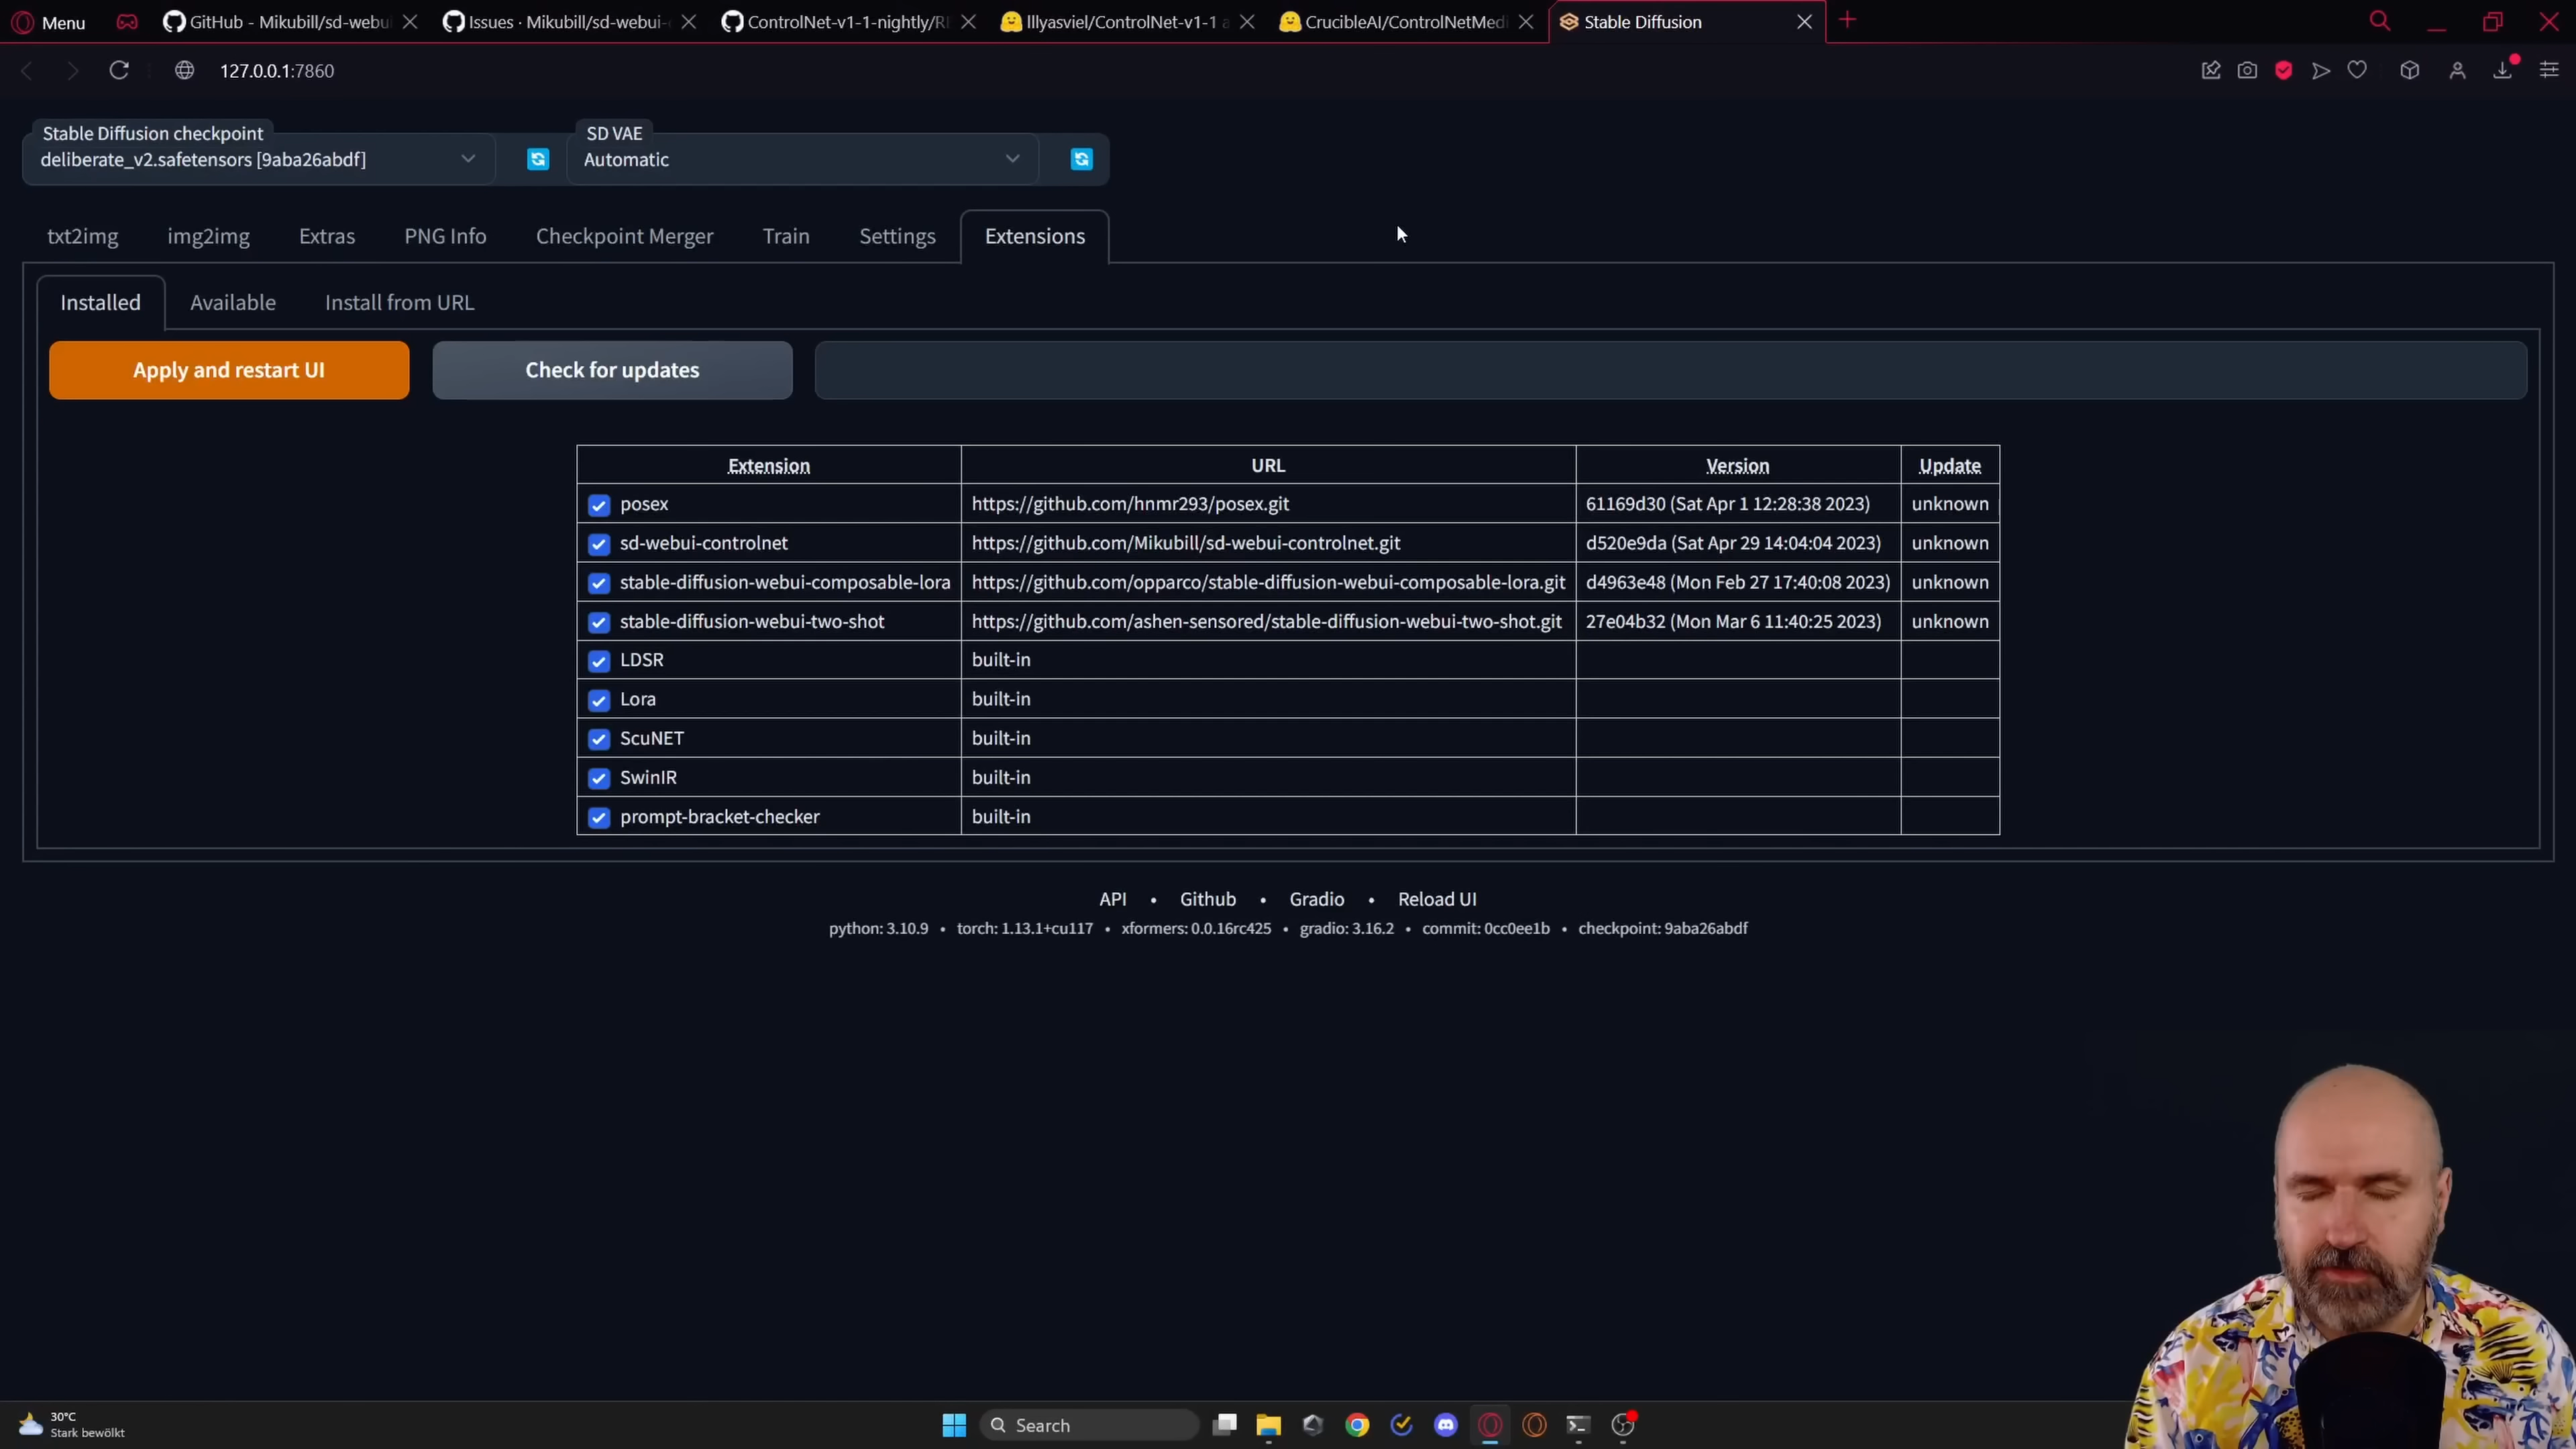 Menu
GitHub - Mikubill/sd-webui
Issues · Mikubill/sd-webui-
ControlNet-v1-1-nightly/RE
lllyasviel/ControlNet-v1-1 a
CrucibleAI/ControlNetMedi
Stable Diffusion
127.0.0.1:7860
Stable Diffusion checkpoint
deliberate_v2.safetensors [9aba26abdf]
SD VAE
Automatic
txt2img
img2img
Extras
PNG Info
Checkpoint Merger
Train
Settings
Extensions
Installed
Available
Install from URL
Apply and restart UI
Check for updates
Extension URL Version Update
posex https://github.com/hnmr293/posex.git 61169d30 (Sat Apr 1 12:28:38 2023) unknown
sd-webui-controlnet https://github.com/Mikubill/sd-webui-controlnet.git d520e9da (Sat Apr 29 14:04:04 2023) unknown
stable-diffusion-webui-composable-lora https://github.com/opparco/stable-diffusion-webui-composable-lora.git d4963e48 (Mon Feb 27 17:40:08 2023) unknown
stable-diffusion-webui-two-shot https://github.com/ashen-sensored/stable-diffusion-webui-two-shot.git 27e04b32 (Mon Mar 6 11:40:25 2023) unknown
LDSR built-in
Lora built-in
ScuNET built-in
SwinIR built-in
prompt-bracket-checker built-in
API • Github • Gradio • Reload UI
python: 3.10.9 • torch: 1.13.1+cu117 • xformers: 0.0.16rc425 • gradio: 3.16.2 • commit: 0cc0ee1b • checkpoint: 9aba26abdf
30°C
Stark bewölkt
Search